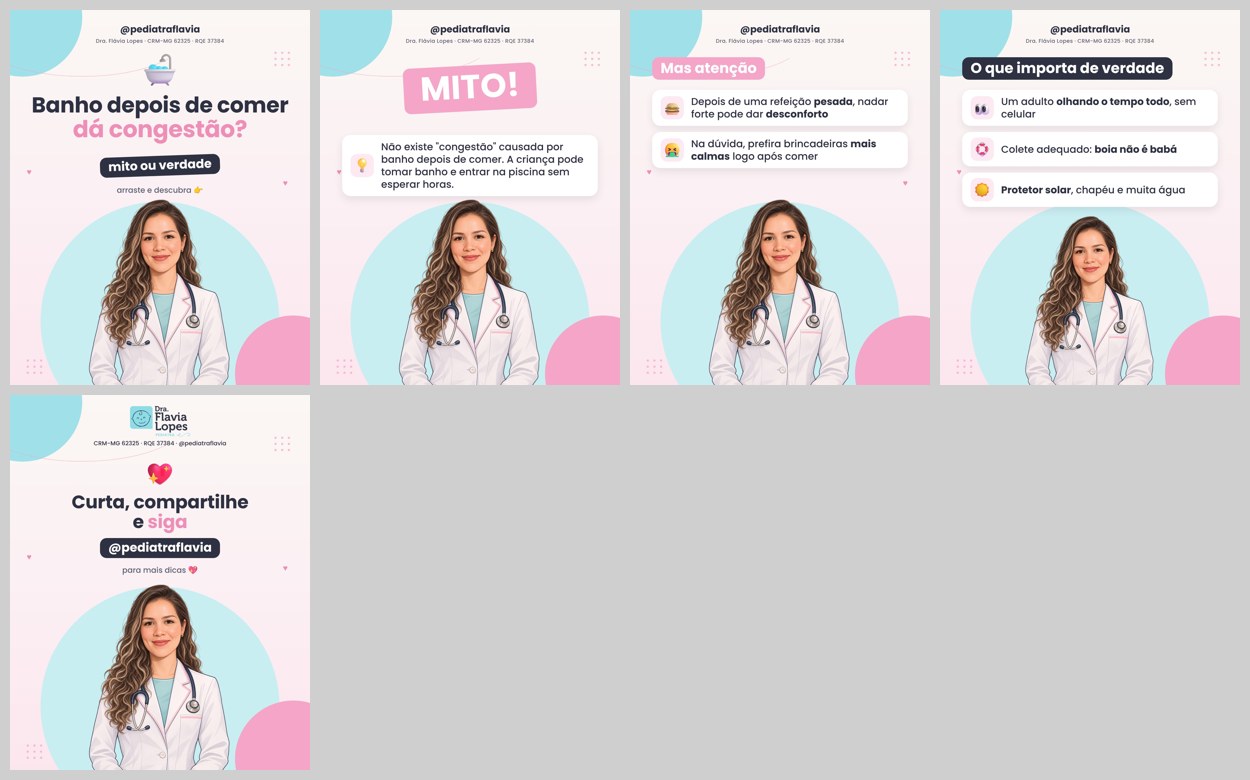 @pediatraflavia
Dra. Flávia Lopes · CRM-MG 62325 · RQE 37384
Banho depois de comer
dá congestão?
mito ou verdade
arraste e descubra 👉
@pediatraflavia
Dra. Flávia Lopes · CRM-MG 62325 · RQE 37384
MITO!
Não existe "congestão" causada por
banho depois de comer. A criança pode
tomar banho e entrar na piscina sem
esperar horas.
@pediatraflavia
Dra. Flávia Lopes · CRM-MG 62325 · RQE 37384
Mas atenção
Depois de uma refeição pesada, nadar
forte pode dar desconforto
Na dúvida, prefira brincadeiras mais
calmas logo após comer
@pediatraflavia
Dra. Flávia Lopes · CRM-MG 62325 · RQE 37384
O que importa de verdade
Um adulto olhando o tempo todo, sem
celular
Colete adequado: boia não é babá
Protetor solar, chapéu e muita água
Dra.
Flavia
Lopes
CRM-MG 62325 · RQE 37384 · @pediatraflavia
Curta, compartilhe
e siga
@pediatraflavia
para mais dicas 💖